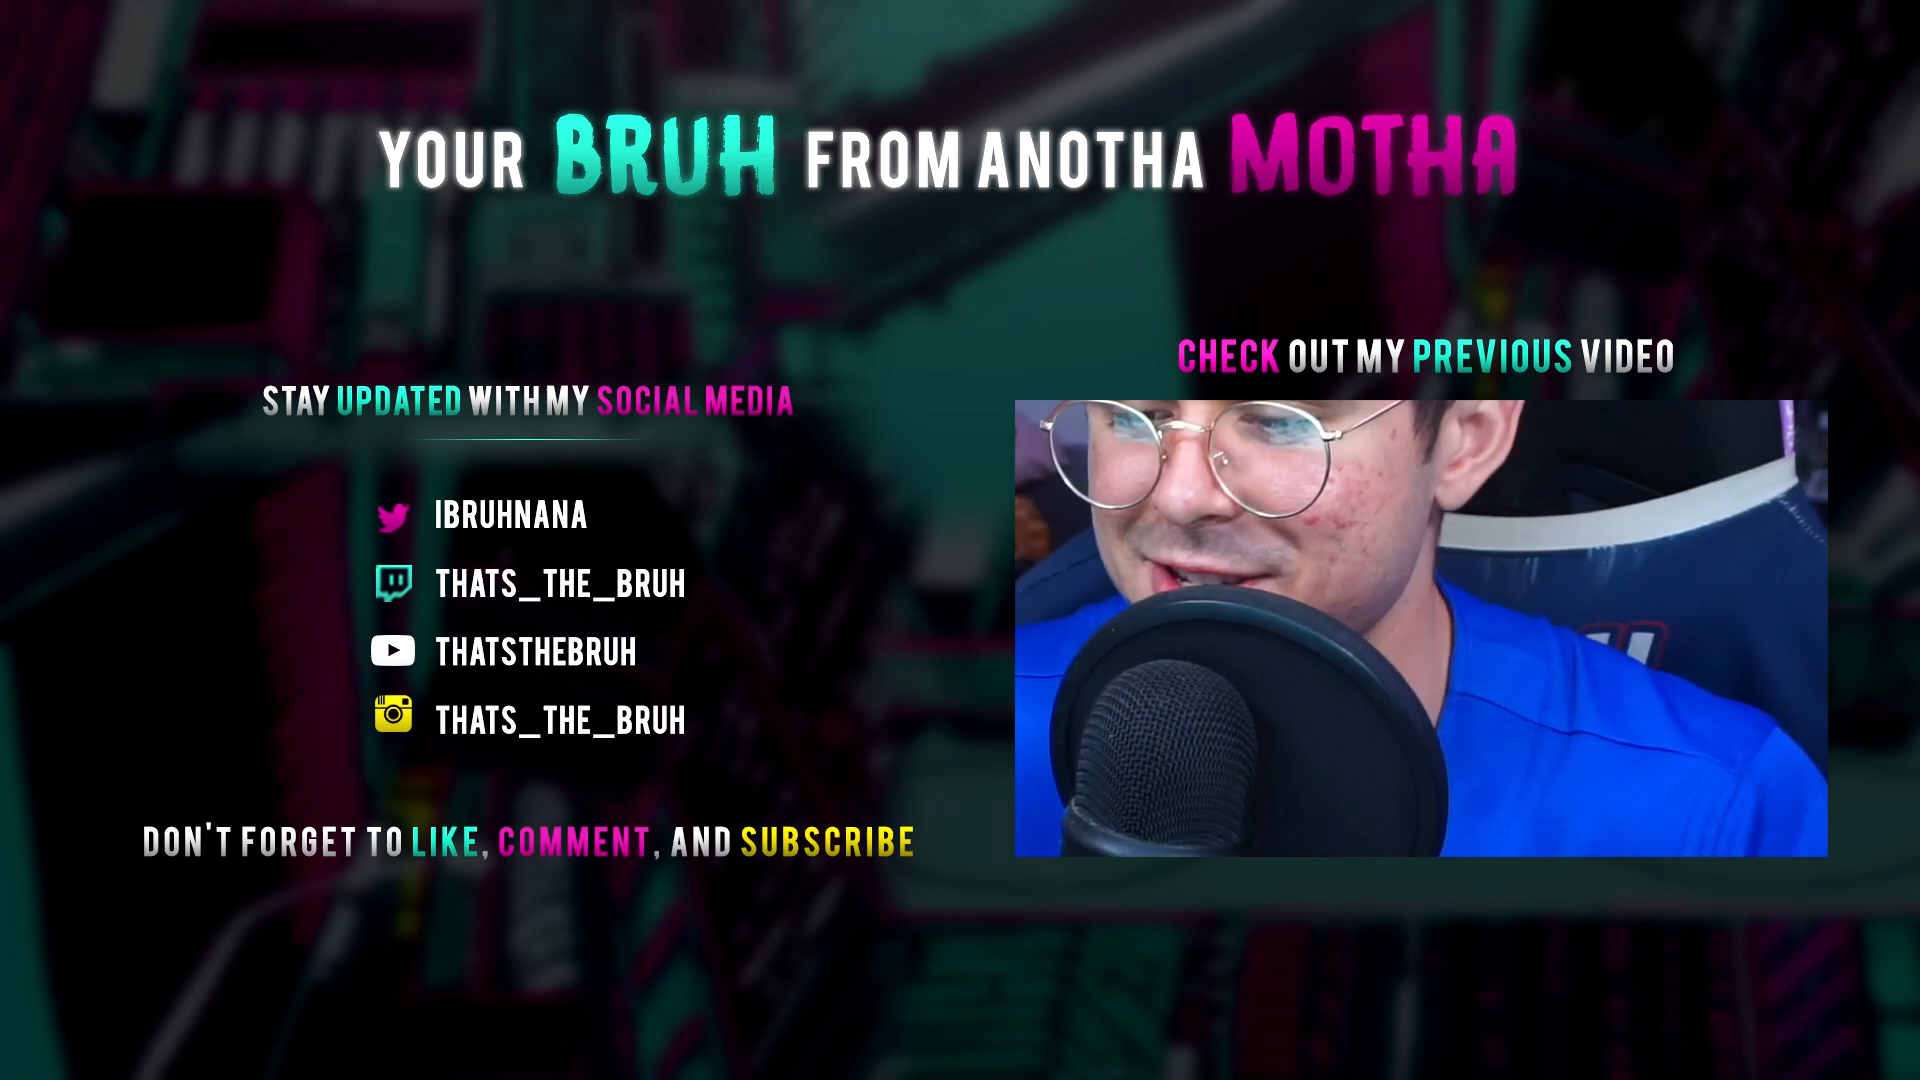 YOUR BRUH FROM ANOTHA MOTHA
CHECK OUT MY PREVIOUS VIDEO
STAY UPDATED WITH MY SOCIAL MEDIA
IBRUHNANA
THATS_THE_BRUH
THATSTHEBRUH
THATS_THE_BRUH
DON'T FORGET TO LIKE, COMMENT, AND SUBSCRIBE